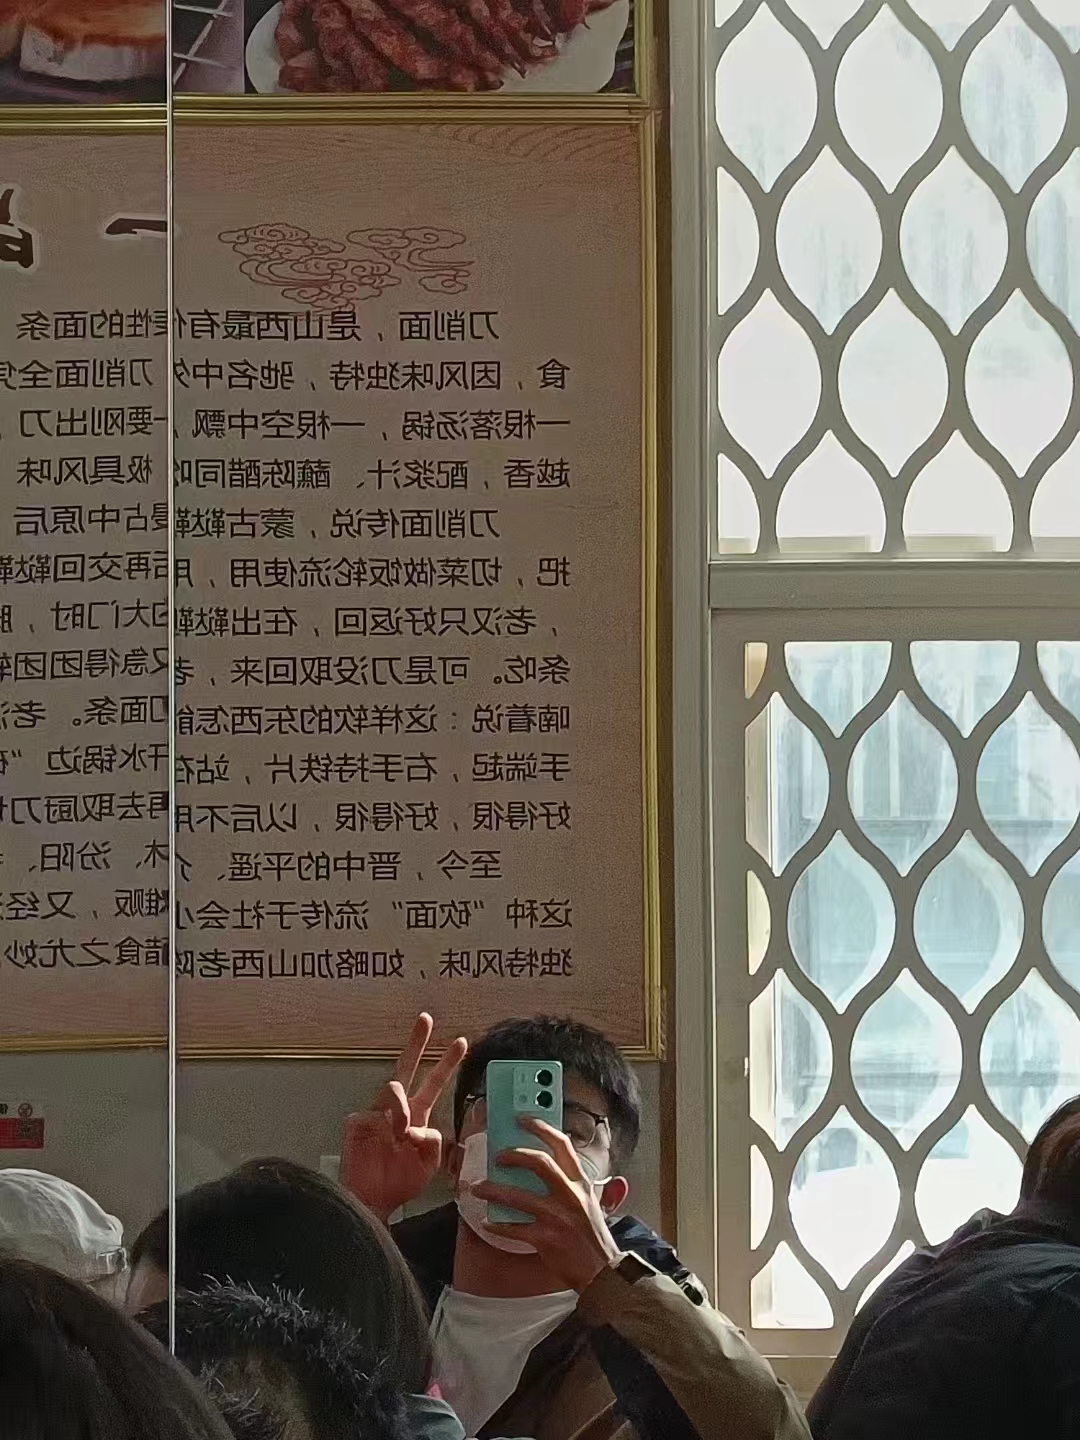 一
刀削面，是山西最有 性的面条
食，因风味独特，驰名中外 刀削面全凭
一根落汤锅，一根空中飘，一 要刚出刀，
越香，配浆汁、蘸陈醋同吃 极具风味
刀削面传说，蒙古鞑靼侵占中原后
把，切菜做饭轮流使用，用后再交回鞑靼
，老汉只好返回，在出鞑靼的大门时，
条吃。可是刀没取回来，老 又急得团团转
喃着说：这样软的东西怎能切面条。老汉
手端起，右手持铁片，站在开水锅边“砍
好得很，好得很，以后不用再去取厨刀切
至今，晋中的平遥、介休、汾阳、
这种“砍面”流传于社会小摊贩，又经
独特风味，如略加山西老陈醋食之尤妙